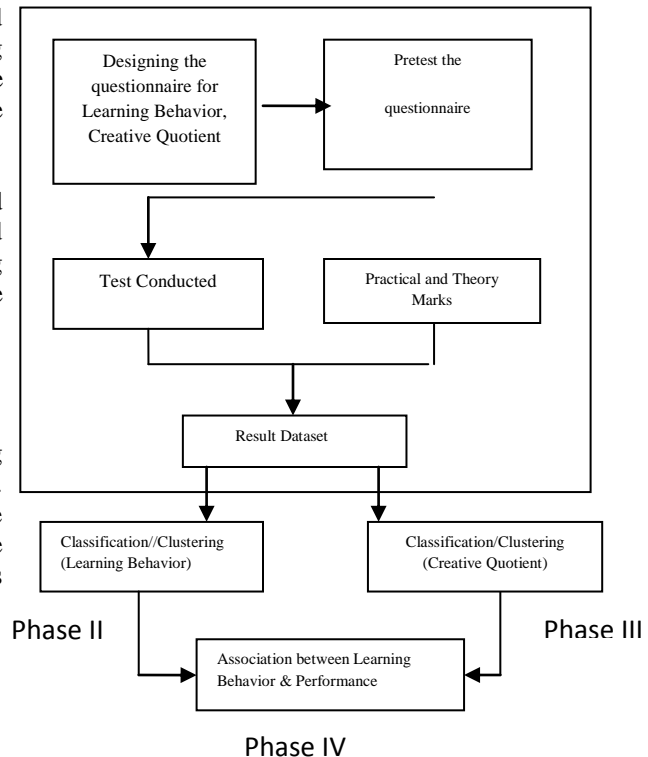 Designing the
questionnaire for
Learning Behavior,
Creative Quotient
Pretest the
questionnaire
Test Conducted
Practical and Theory
Marks
Result Dataset
Classification//Clustering
(Learning Behavior)
Classification/Clustering
(Creative Quotient)
Phase II
Phase III
Association between Learning
Behavior & Performance
Phase IV